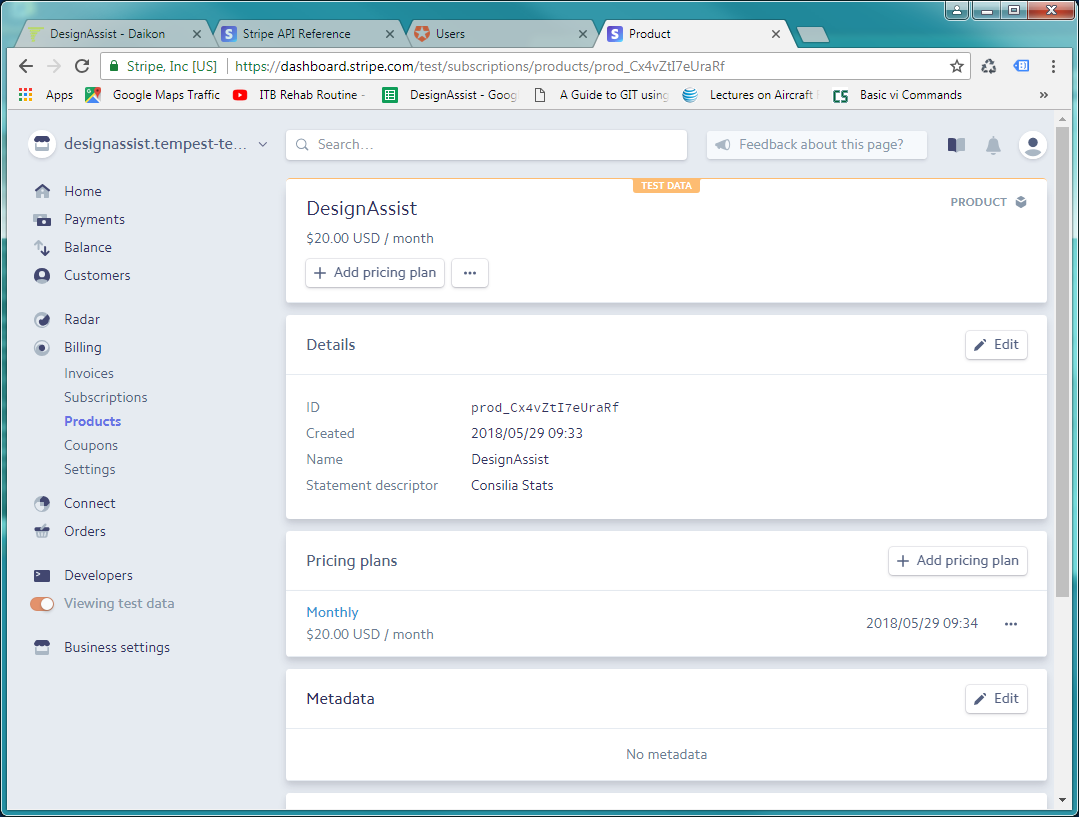 DesignAssist - Daikon
Stripe API Reference
Users
Product
Stripe, Inc [US]
https://dashboard.stripe.com/test/subscriptions/products/prod_Cx4vZtI7eUraRf
Apps
Google Maps Traffic
ITB Rehab Routine -
DesignAssist - Goog
A Guide to GIT using
Lectures on Aircraft
CS
Basic vi Commands
»
designassist.tempest-te...
Search...
Feedback about this page?
Home
Payments
Balance
Customers
Radar
Billing
Invoices
Subscriptions
Products
Coupons
Settings
Connect
Orders
Developers
Viewing test data
Business settings
TEST DATA
DesignAssist
PRODUCT
$20.00 USD / month
+ Add pricing plan
...
Details
Edit
ID
prod_Cx4vZtI7eUraRf
Created
2018/05/29 09:33
Name
DesignAssist
Statement descriptor
Consilia Stats
Pricing plans
+ Add pricing plan
Monthly
$20.00 USD / month
2018/05/29 09:34
...
Metadata
Edit
No metadata